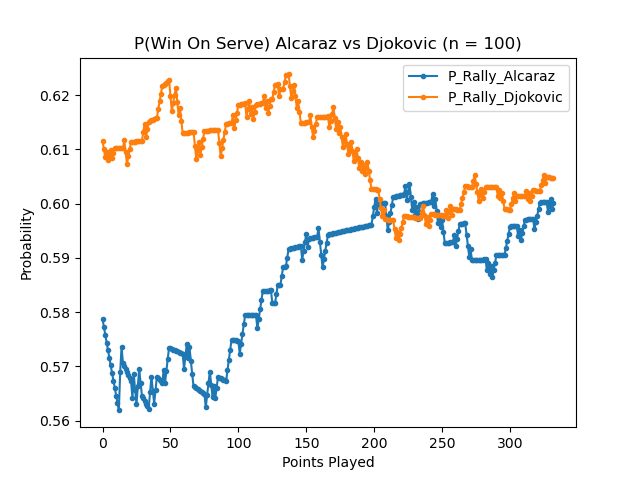 P(Win On Serve) Alcaraz vs Djokovic (n = 100)
P_Rally_Alcaraz
P_Rally_Djokovic
0.62
0.61
0.60
0.59
0.58
0.57
0.56
Probability
0 50 100 150 200 250 300
Points Played